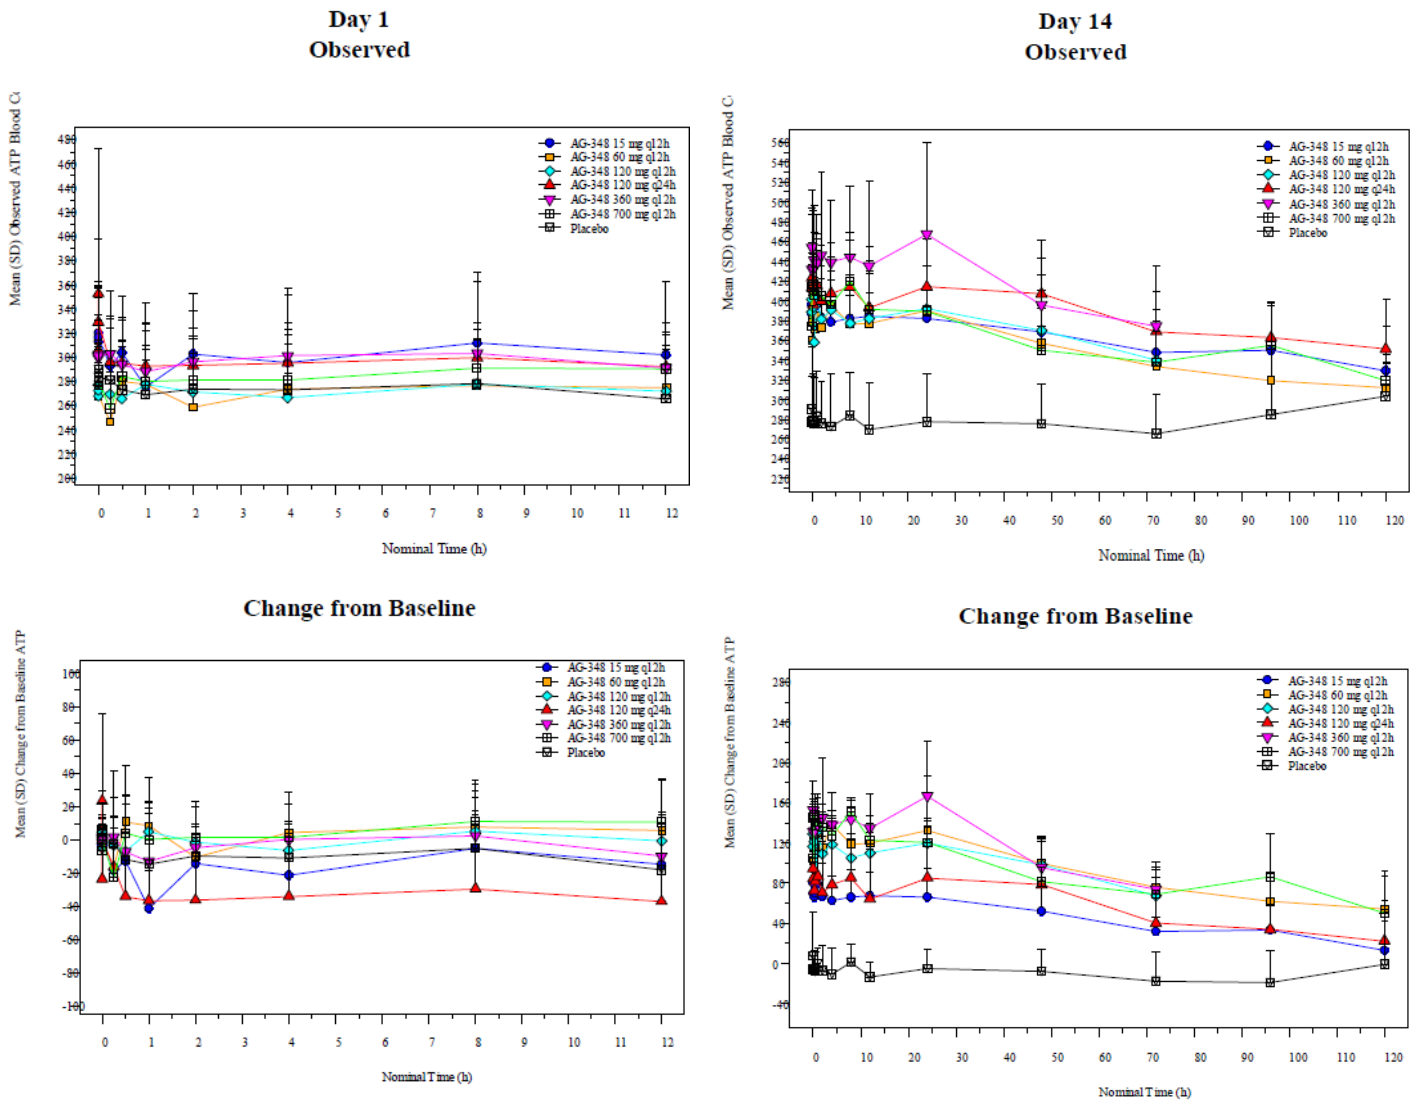 Day 1
Observed
Mean (SD) Observed ATP Blood C
480
460
440
420
400
380
360
340
320
300
280
260
240
220
200
AG-348 15 mg q12h
AG-348 60 mg q12h
AG-348 120 mg q12h
AG-348 120 mg q24h
AG-348 360 mg q12h
AG-348 700 mg q12h
Placebo
0 1 2 3 4 5 6 7 8 9 10 11 12
Nominal Time (h)
Day 14
Observed
Mean (SD) Observed ATP Blood C
560
540
520
500
480
460
440
420
400
380
360
340
320
300
280
260
240
220
AG-348 15 mg q12h
AG-348 60 mg q12h
AG-348 120 mg q12h
AG-348 120 mg q24h
AG-348 360 mg q12h
AG-348 700 mg q12h
Placebo
0 10 20 30 40 50 60 70 80 90 100 110 120
Nominal Time (h)
Change from Baseline
Mean (SD) Change from Baseline ATP
100
80
60
40
20
0
-20
-40
-60
-80
-100
AG-348 15 mg q12h
AG-348 60 mg q12h
AG-348 120 mg q12h
AG-348 120 mg q24h
AG-348 360 mg q12h
AG-348 700 mg q12h
Placebo
0 1 2 3 4 5 6 7 8 9 10 11 12
Nominal Time (h)
Change from Baseline
Mean (SD) Change from Baseline ATP
280
240
200
160
120
80
40
0
-40
AG-348 15 mg q12h
AG-348 60 mg q12h
AG-348 120 mg q12h
AG-348 120 mg q24h
AG-348 360 mg q12h
AG-348 700 mg q12h
Placebo
0 10 20 30 40 50 60 70 80 90 100 110 120
Nominal Time (h)